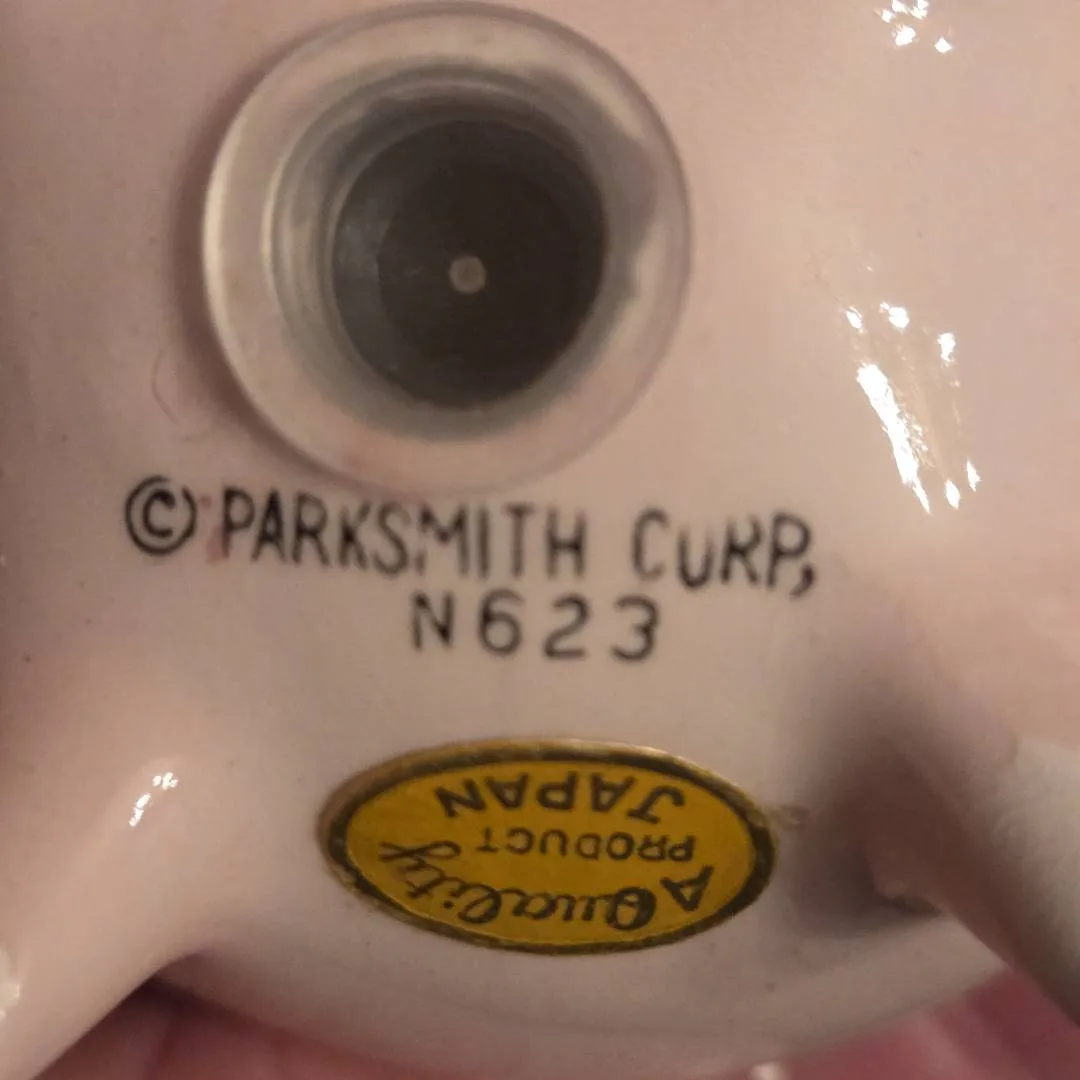 © PARKSMITH CORP,
N623
A Quality
PRODUCT
JAPAN